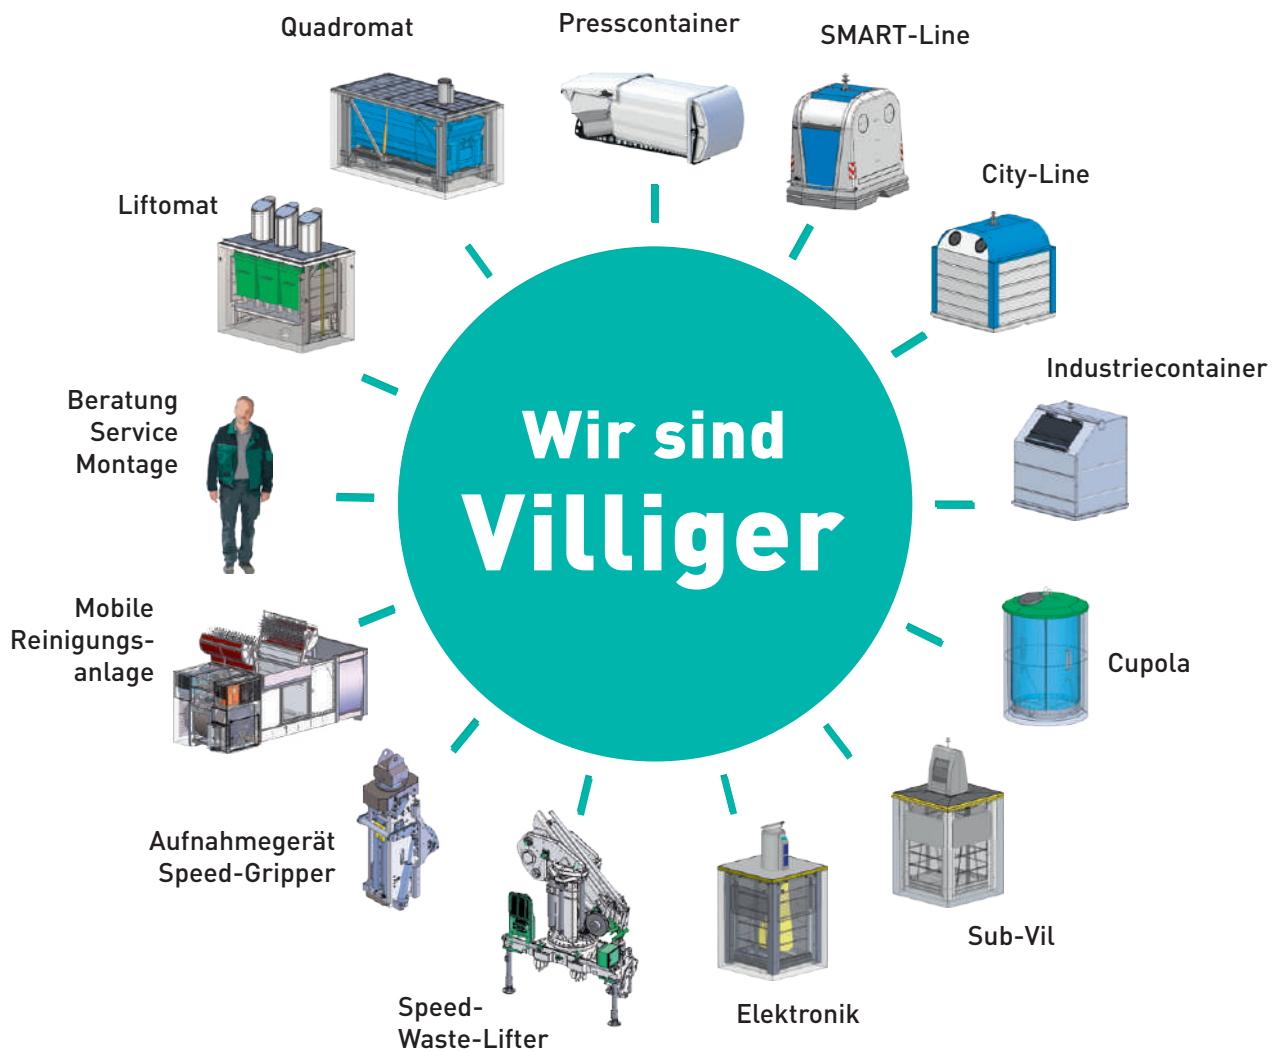 Quadromat
Presscontainer
SMART-Line
City-Line
Liftomat
Industriecontainer
Beratung
Service
Montage
Wir sind
Villiger
Mobile
Reinigungs-
anlage
Cupola
Aufnahmegerät
Speed-Gripper
Sub-Vil
Speed-
Waste-Lifter
Elektronik